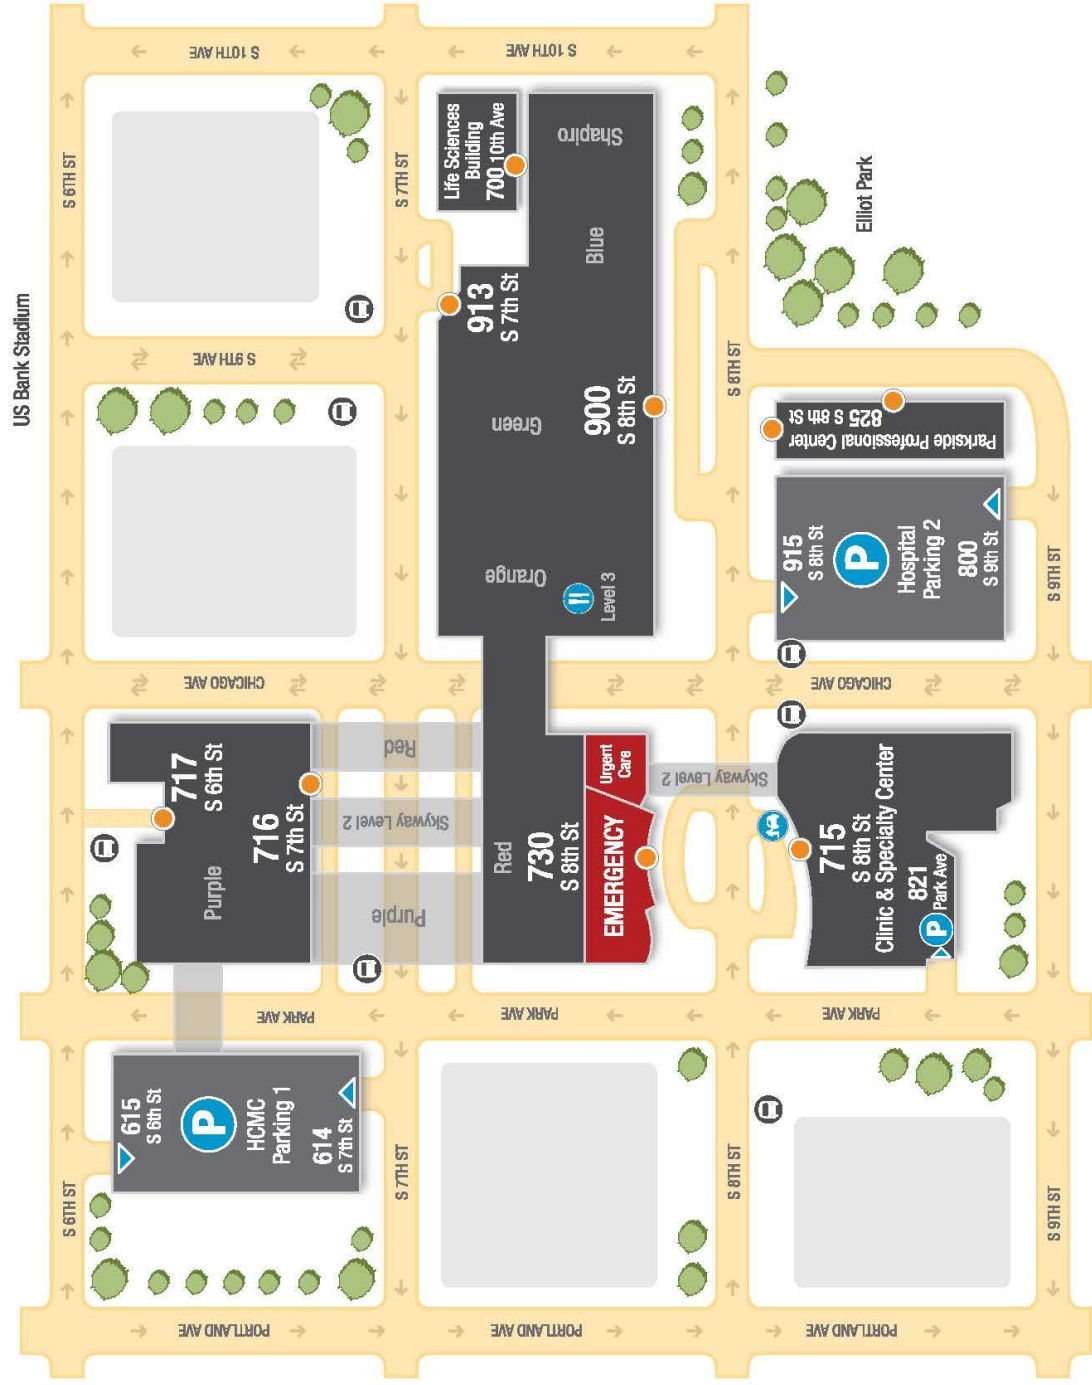 US Bank Stadium
S 6TH ST
S 6TH ST
S 7TH ST
S 7TH ST
S 8TH ST
S 8TH ST
S 9TH ST
S 9TH ST
PORTLAND AVE
PORTLAND AVE
PORTLAND AVE
PARK AVE
PARK AVE
PARK AVE
CHICAGO AVE
CHICAGO AVE
S 9TH AVE
S 10TH AVE
S 10TH AVE
615
S 6th St
P
HCMC
Parking 1
614
S 7th St
717
S 6th St
Purple
716
S 7th St
Purple
Skyway Level 2
Red
Red
730
S 8th St
EMERGENCY
Urgent
Care
Skyway Level 2
715
S 8th St
Clinic & Specialty Center
821
Park Ave
P
Orange
Level 3
Green
900
S 8th St
913
S 7th St
Blue
Shapiro
Life Sciences
Building
700 10th Ave
915
S 8th St
P
Hospital
Parking 2
800
S 9th St
Parkside Professional Center
825 S 8th
St
Elliot Park